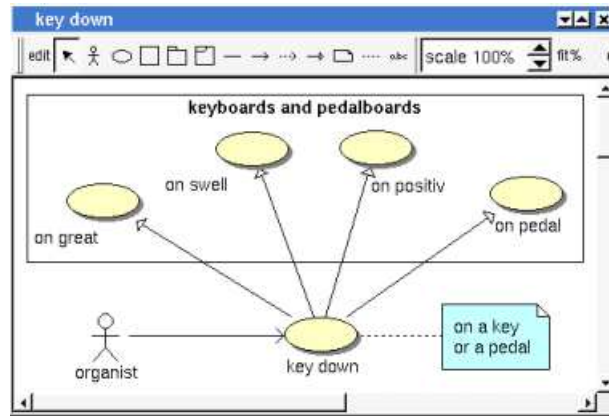 key down
edit
abc
scale 100%
fit%
keyboards and pedalboards
on swell
on positiv
on great
on pedal
on a key
or a pedal
organist
key down